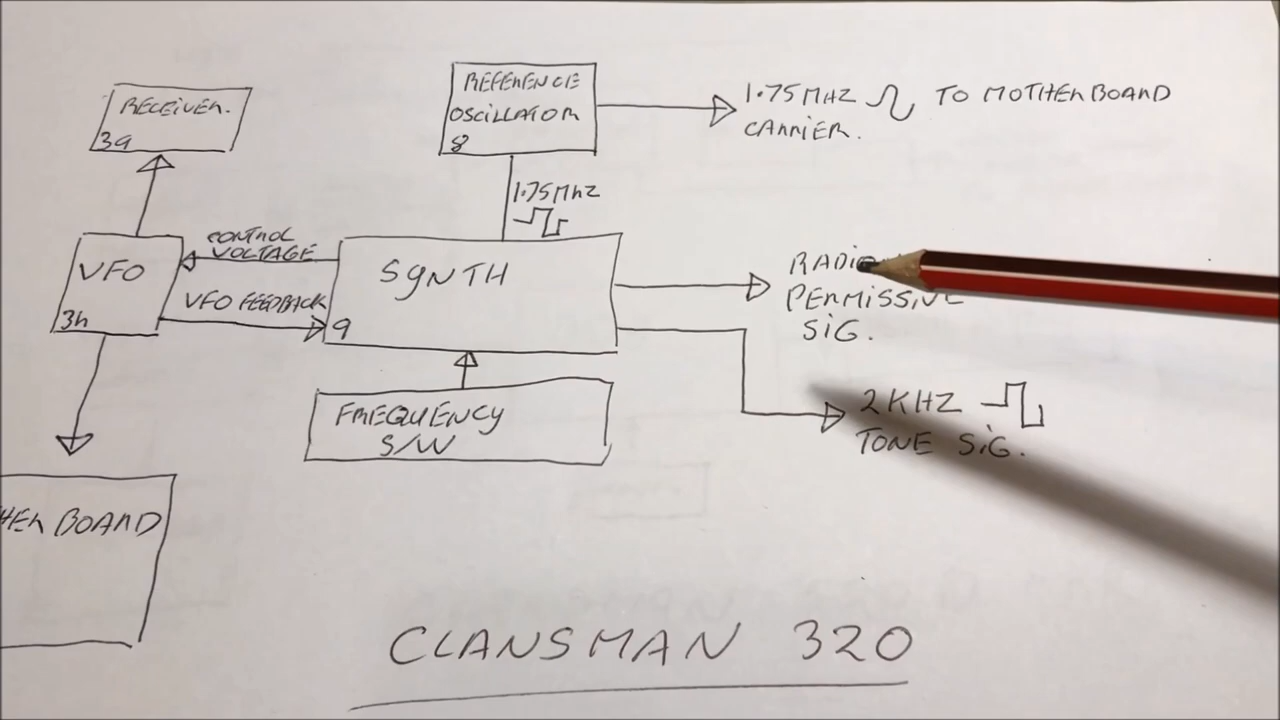 REFERENCE
OSCILLATOR
8
RECEIVER.
3a
1.75MHZ TO MOTHERBOARD
CARRIER.
1.75MHZ
CONTROL
VOLTAGE
VFO
3h
VFO FEEDBACK
SYNTH
9
PERMISSIVE
SIG.
FREQUENCY
S/W
2KHZ
TONE SIG.
BOARD
CLANSMAN 320